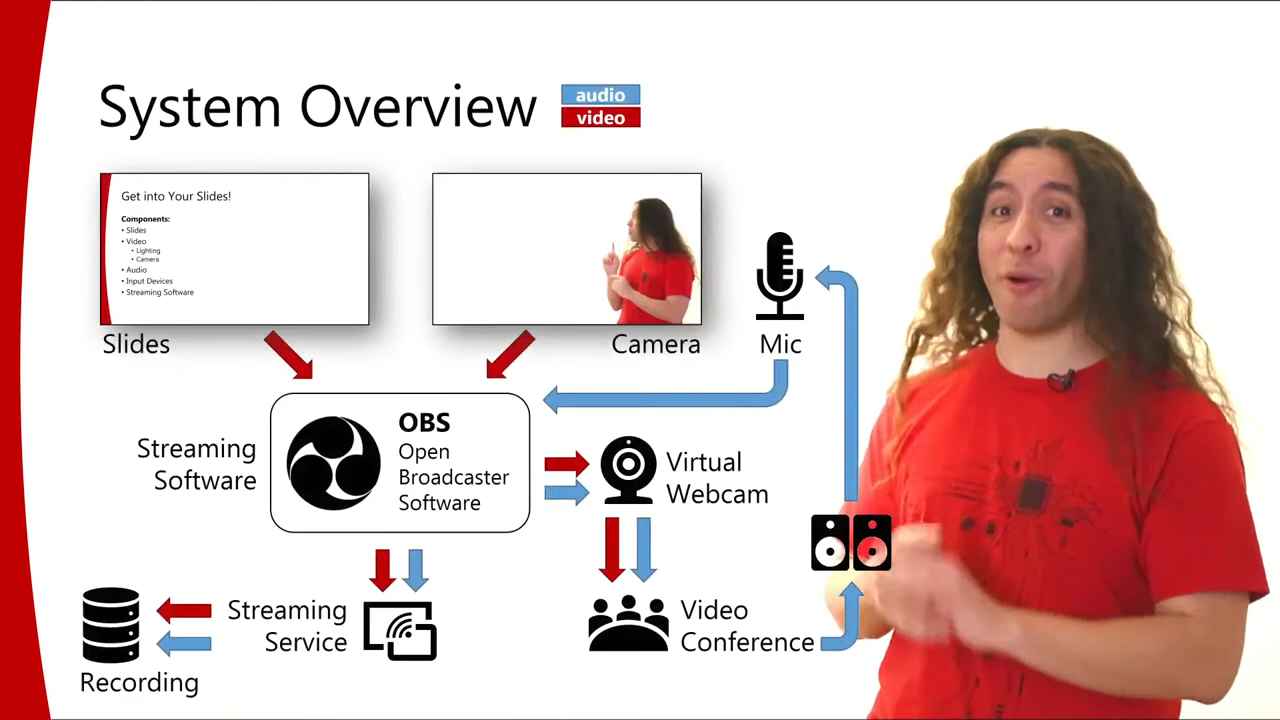 System Overview
audio
video
Get into Your Slides!
Components:
• Slides
• Video
• Lighting
• Camera
• Audio
• Input Devices
• Streaming Software
Slides
Camera
Mic
Streaming
Software
OBS
Open
Broadcaster
Software
Virtual
Webcam
Recording
Streaming
Service
Video
Conference